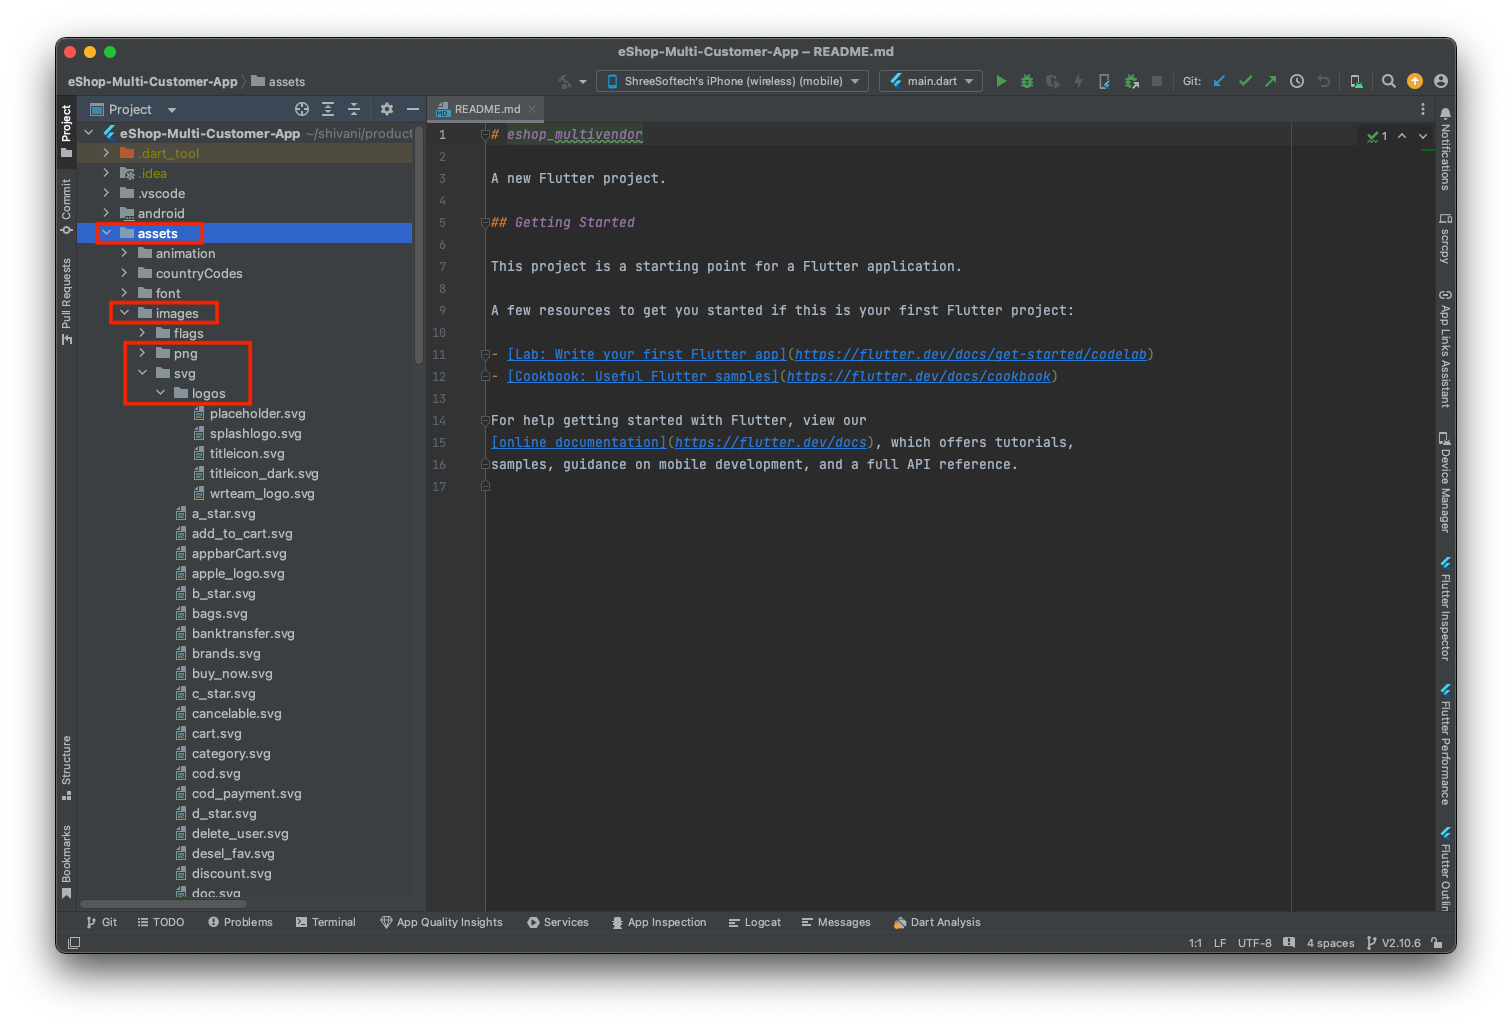 eShop-Multi-Customer-App – README.md
eShop-Multi-Customer-App
assets
ShreeSoftech's iPhone (wireless) (mobile)
main.dart
Git:
Project
Commit
Pull Requests
Structure
Bookmarks
Project
eShop-Multi-Customer-App ~/shivani/product
.dart_tool
.idea
.vscode
android
assets
animation
countryCodes
font
images
flags
png
svg
logos
placeholder.svg
splashlogo.svg
titleicon.svg
titleicon_dark.svg
wrteam_logo.svg
a_star.svg
add_to_cart.svg
appbarCart.svg
apple_logo.svg
b_star.svg
bags.svg
banktransfer.svg
brands.svg
buy_now.svg
c_star.svg
cancelable.svg
cart.svg
category.svg
cod.svg
cod_payment.svg
d_star.svg
delete_user.svg
desel_fav.svg
discount.svg
doc.svg
MD
README.md
1
1 # eshop_multivendor
2
3 A new Flutter project.
4
5 ## Getting Started
6
7 This project is a starting point for a Flutter application.
8
9 A few resources to get you started if this is your first Flutter project:
10
11 - [Lab: Write your first Flutter app](https://flutter.dev/docs/get-started/codelab)
12 - [Cookbook: Useful Flutter samples](https://flutter.dev/docs/cookbook)
13
14 For help getting started with Flutter, view our
15 [online documentation](https://flutter.dev/docs), which offers tutorials,
16 samples, guidance on mobile development, and a full API reference.
17
Notifications
scrcpy
App Links Assistant
Device Manager
Flutter Inspector
Flutter Performance
Flutter Outlin
Git
TODO
Problems
Terminal
App Quality Insights
Services
App Inspection
Logcat
Messages
Dart Analysis
1:1 LF UTF-8 4 spaces V2.10.6